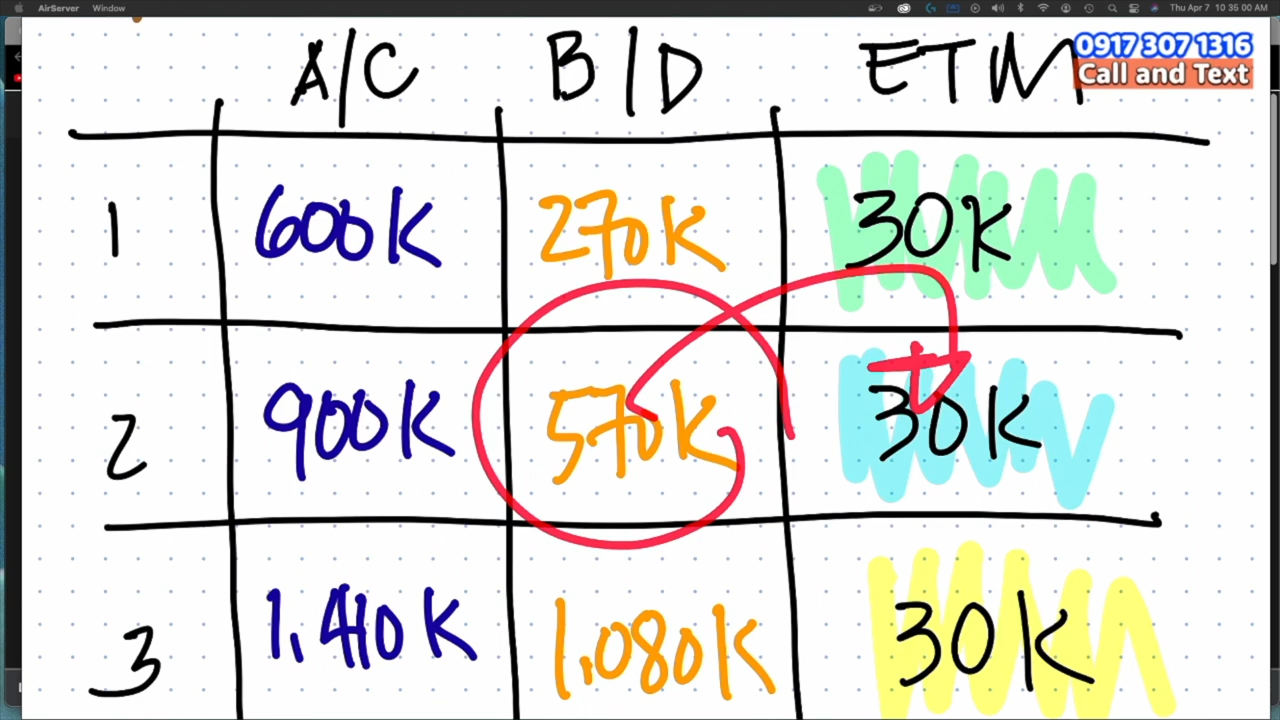 AirServer Window Thu Apr 7 10 35 00 AM
A/C B/D ETM
0917 307 1316
Call and Text
1 600K 270K 30K
2 900K 570K 30K
3 1,410K 1,080K 30K